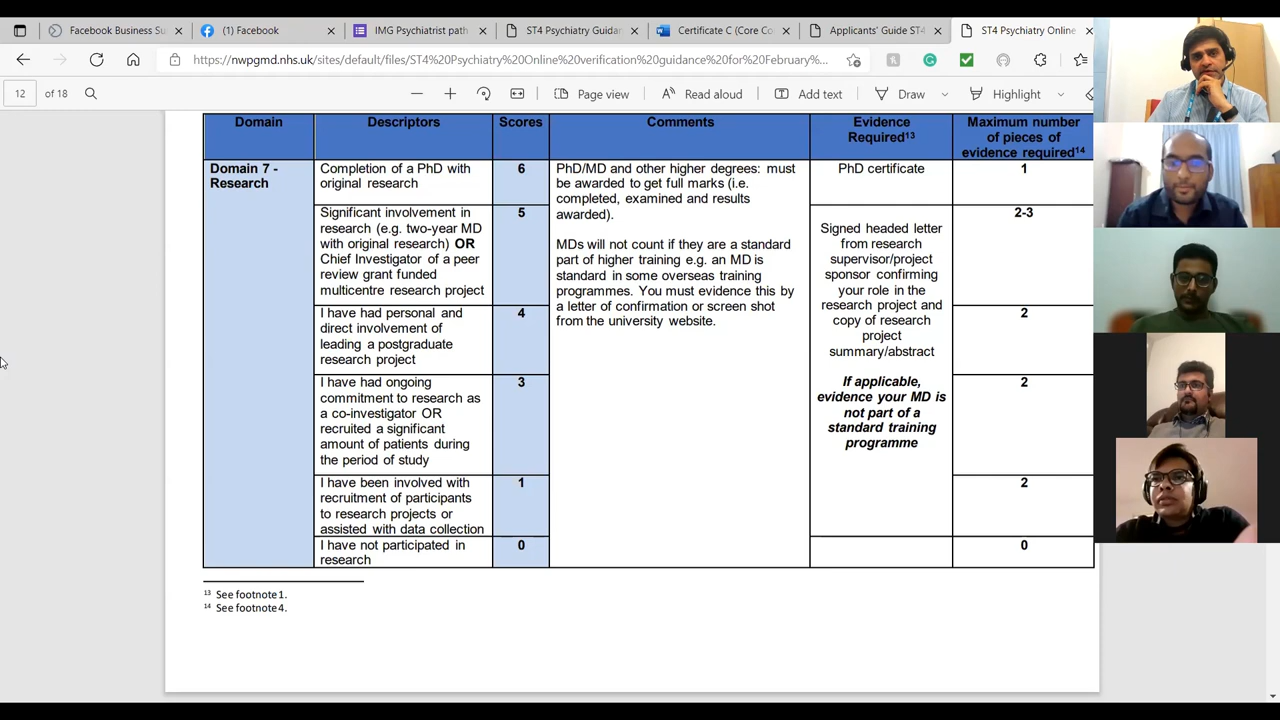 Facebook Business Su
(1) Facebook
IMG Psychiatrist path
ST4 Psychiatry Guidan
Certificate C (Core Co
Applicants' Guide ST4
ST4 Psychiatry Online
https://nwpgmd.nhs.uk/sites/default/files/ST4%20Psychiatry%20Online%20verification%20guidance%20for%20February%...
12 of 18
Page view
Read aloud
Add text
Draw
Highlight
Domain
Descriptors
Scores
Comments
Evidence
Required13
Maximum number
of pieces of
evidence required14
Domain 7 -
Research
Completion of a PhD with
original research
6
PhD/MD and other higher degrees: must
be awarded to get full marks (i.e.
completed, examined and results
awarded).
MDs will not count if they are a standard
part of higher training e.g. an MD is
standard in some overseas training
programmes. You must evidence this by
a letter of confirmation or screen shot
from the university website.
PhD certificate
1
Significant involvement in
research (e.g. two-year MD
with original research) OR
Chief Investigator of a peer
review grant funded
multicentre research project
5
Signed headed letter
from research
supervisor/project
sponsor confirming
your role in the
research project and
copy of research
project
summary/abstract
If applicable,
evidence your MD is
not part of a
standard training
programme
2-3
I have had personal and
direct involvement of
leading a postgraduate
research project
4
2
I have had ongoing
commitment to research as
a co-investigator OR
recruited a significant
amount of patients during
the period of study
3
2
I have been involved with
recruitment of participants
to research projects or
assisted with data collection
1
2
I have not participated in
research
0
0
13 See footnote 1.
14 See footnote 4.